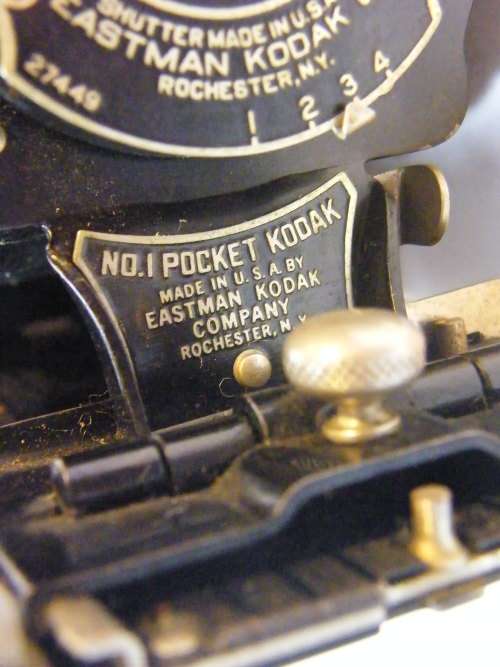 SHUTTER MADE IN U.S.A.
EASTMAN KODAK
ROCHESTER, N.Y.
27449
1 2 3 4
NO. 1 POCKET KODAK
MADE IN U.S.A. BY
EASTMAN KODAK
COMPANY
ROCHESTER, N.Y.